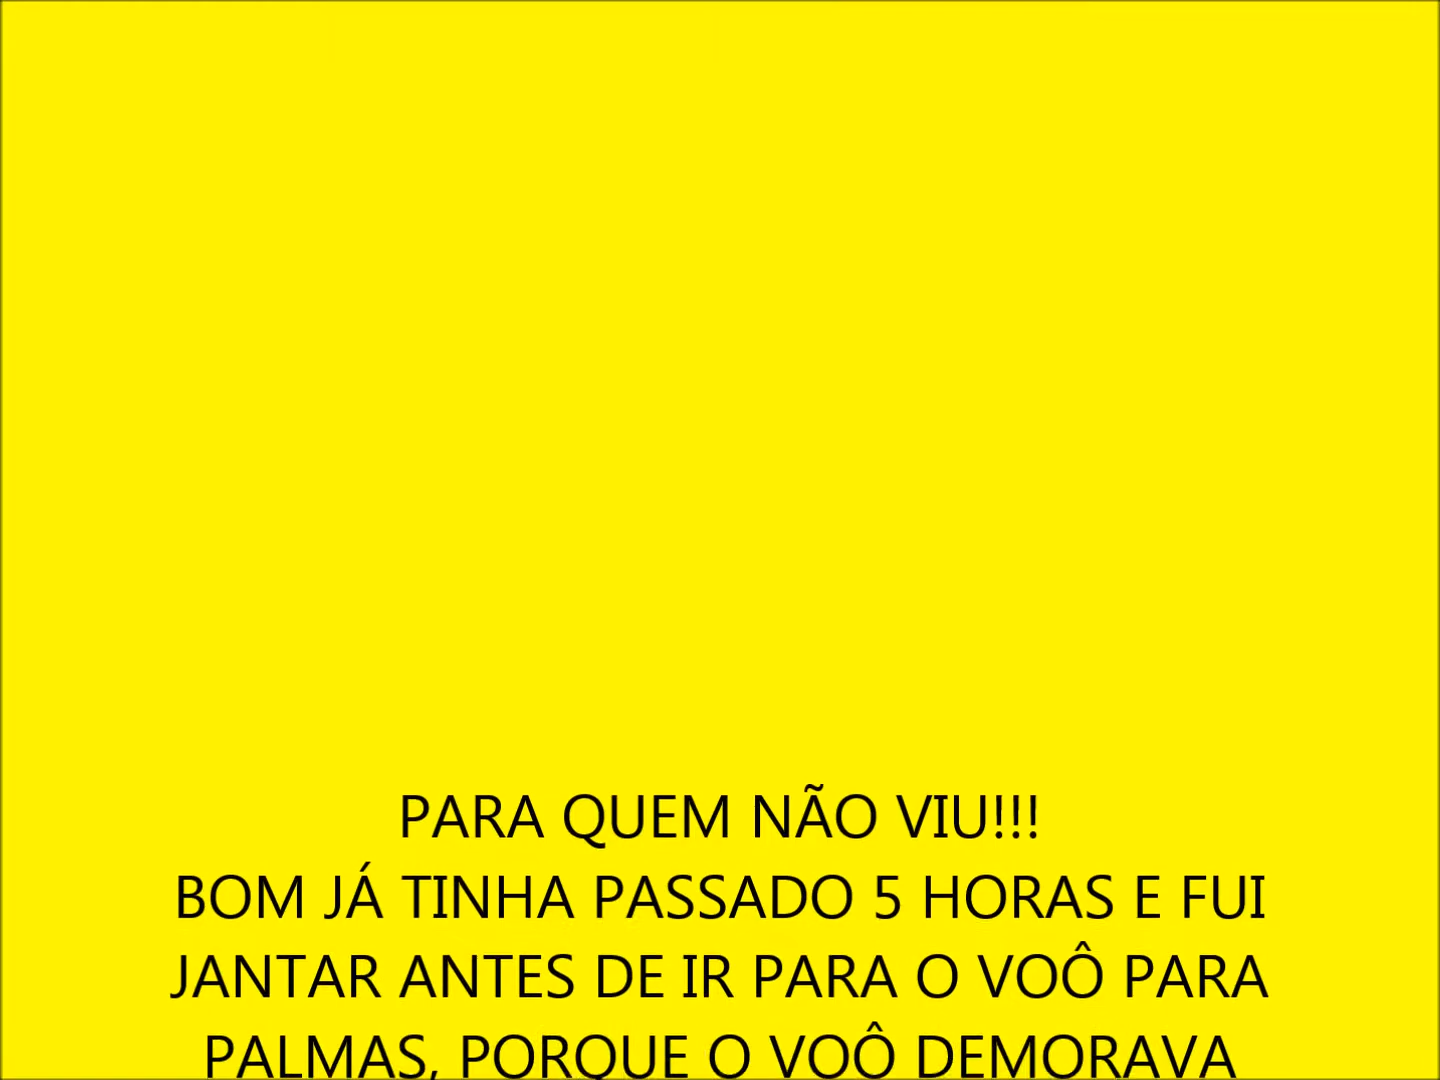 PARA QUEM NÃO VIU!!!
BOM JÁ TINHA PASSADO 5 HORAS E FUI
JANTAR ANTES DE IR PARA O VOÔ PARA
PALMAS, PORQUE O VOÔ DEMORAVA